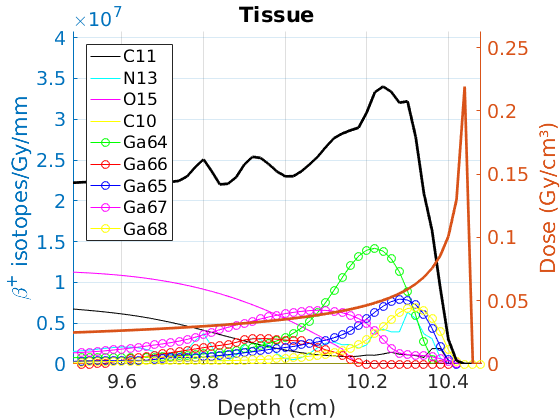 Tissue
×10⁷
4
3.5
3
2.5
2
1.5
1
0.5
0
β⁺ isotopes/Gy/mm
C11
N13
O15
C10
Ga64
Ga66
Ga65
Ga67
Ga68
0.25
0.2
0.15
0.1
0.05
0
Dose (Gy/cm³)
9.6
9.8
10
10.2
10.4
Depth (cm)